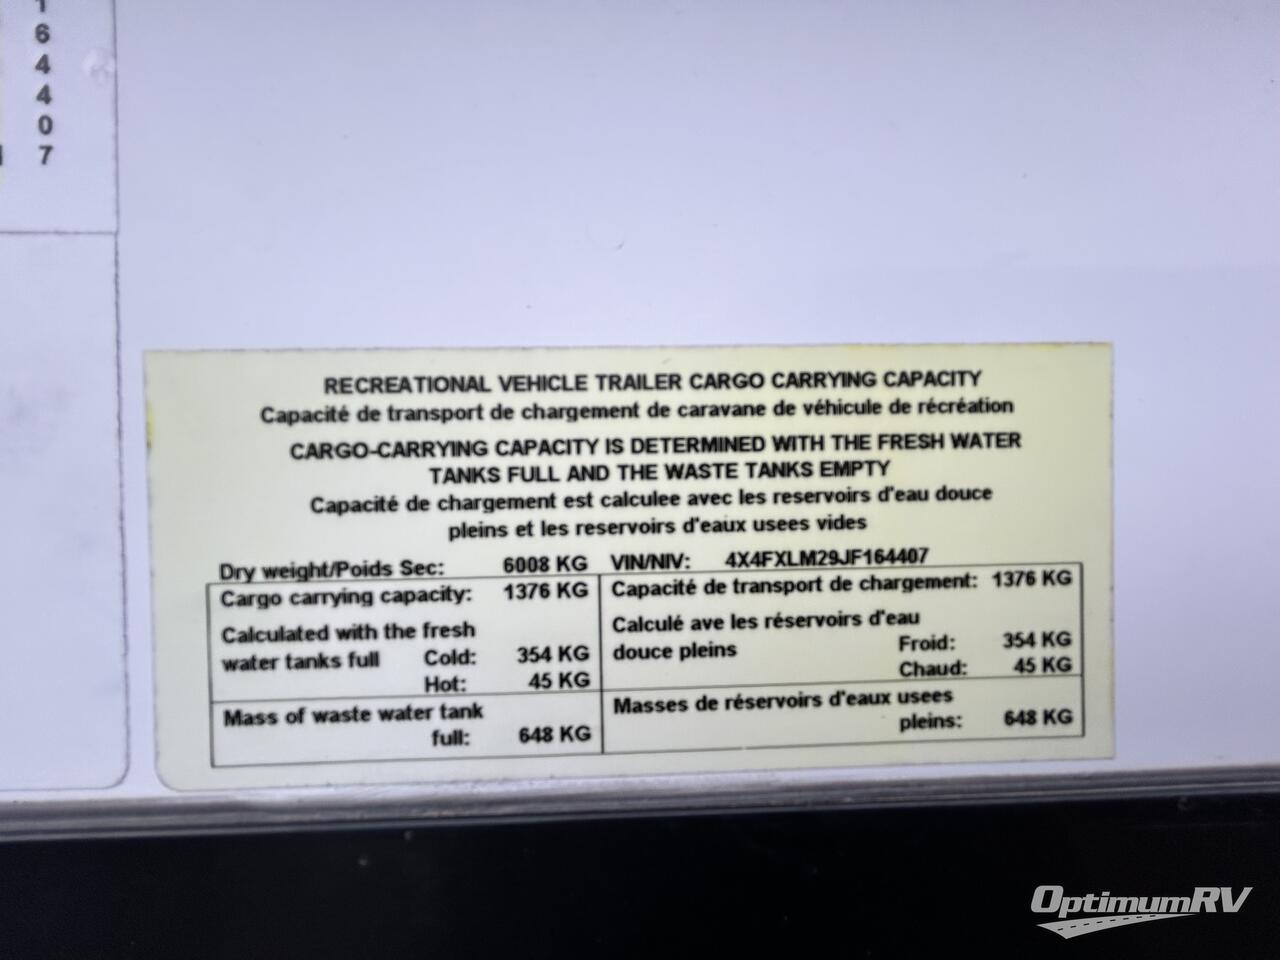 1
6
4
4
0
7
RECREATIONAL VEHICLE TRAILER CARGO CARRYING CAPACITY
Capacité de transport de chargement de caravane de véhicule de récréation
CARGO-CARRYING CAPACITY IS DETERMINED WITH THE FRESH WATER
TANKS FULL AND THE WASTE TANKS EMPTY
Capacité de chargement est calculee avec les reservoirs d'eau douce
pleins et les reservoirs d'eaux usees vides
Dry weight/Poids Sec: 6008 KG VIN/NIV: 4X4FXLM29JF164407
Cargo carrying capacity: 1376 KG
Calculated with the fresh
water tanks full Cold: 354 KG
Hot: 45 KG
Mass of waste water tank
full: 648 KG
Capacité de transport de chargement: 1376 KG
Calculé ave les réservoirs d'eau
douce pleins Froid: 354 KG
Chaud: 45 KG
Masses de réservoirs d'eaux usees
pleins: 648 KG
OptimumRV